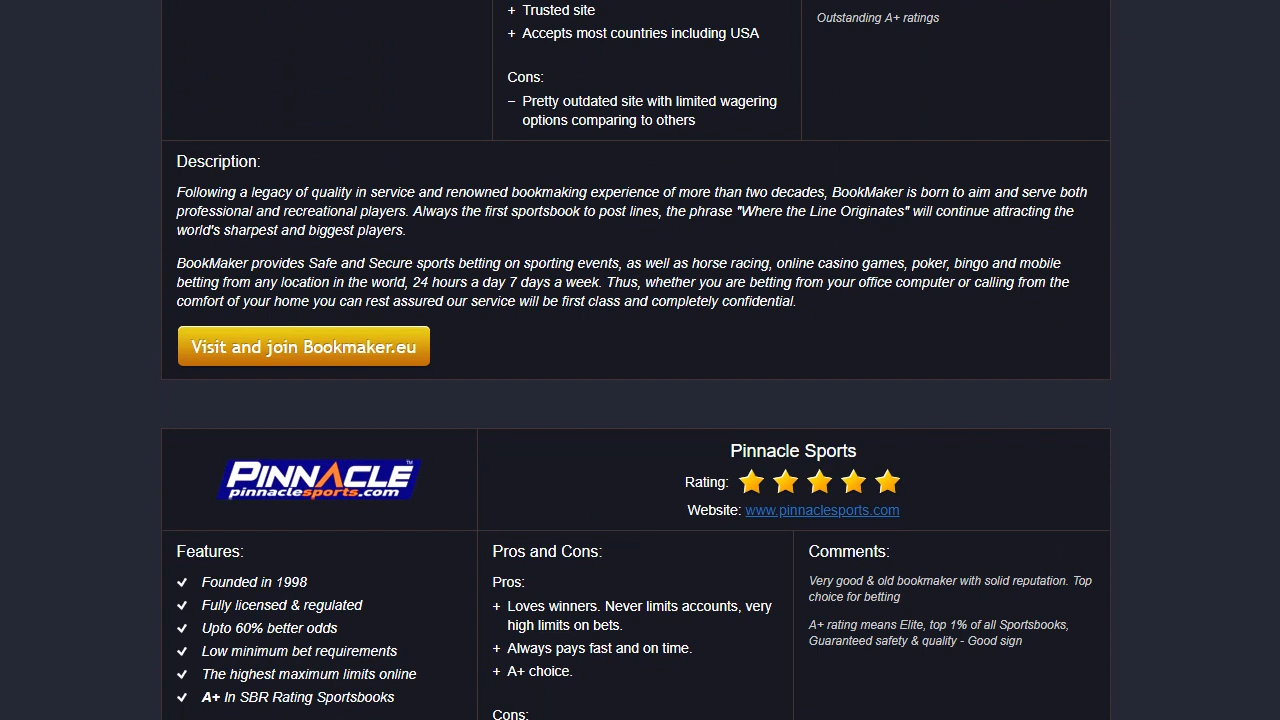 + Trusted site
+ Accepts most countries including USA
Cons:
– Pretty outdated site with limited wagering
options comparing to others
Outstanding A+ ratings
Description:
Following a legacy of quality in service and renowned bookmaking experience of more than two decades, BookMaker is born to aim and serve both
professional and recreational players. Always the first sportsbook to post lines, the phrase "Where the Line Originates" will continue attracting the
world's sharpest and biggest players.
BookMaker provides Safe and Secure sports betting on sporting events, as well as horse racing, online casino games, poker, bingo and mobile
betting from any location in the world, 24 hours a day 7 days a week. Thus, whether you are betting from your office computer or calling from the
comfort of your home you can rest assured our service will be first class and completely confidential.
Visit and join Bookmaker.eu
PINNACLE™
pinnaclesports.com
Pinnacle Sports
Rating:
Website: www.pinnaclesports.com
Features:
Founded in 1998
Fully licensed & regulated
Upto 60% better odds
Low minimum bet requirements
The highest maximum limits online
A+ In SBR Rating Sportsbooks
Pros and Cons:
Pros:
+ Loves winners. Never limits accounts, very
high limits on bets.
+ Always pays fast and on time.
+ A+ choice.
Cons:
Comments:
Very good & old bookmaker with solid reputation. Top
choice for betting
A+ rating means Elite, top 1% of all Sportsbooks,
Guaranteed safety & quality - Good sign